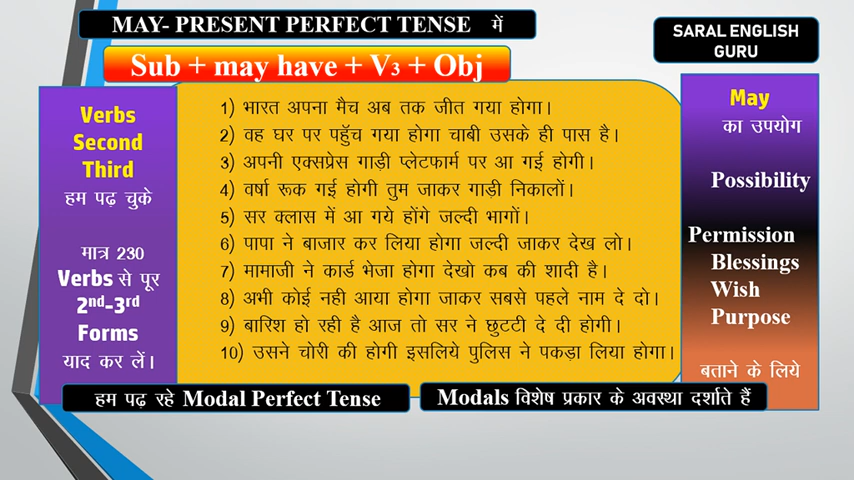 MAY- PRESENT PERFECT TENSE में
SARAL ENGLISH
GURU
Sub + may have + V3 + Obj
Verbs
Second
Third
हम पढ़ चुके
मात्र 230
Verbs से पूर
2nd-3rd
Forms
याद कर लें।
1) भारत अपना मैच अब तक जीत गया होगा।
2) वह घर पर पहुँच गया होगा चाबी उसके ही पास है।
3) अपनी एक्सप्रेस गाड़ी प्लेटफार्म पर आ गई होगी।
4) वर्षा रूक गई होगी तुम जाकर गाड़ी निकालों।
5) सर क्लास में आ गये होंगे जल्दी भागों।
6) पापा ने बाजार कर लिया होगा जल्दी जाकर देख लो।
7) मामाजी ने कार्ड भेजा होगा देखो कब की शादी है।
8) अभी कोई नही आया होगा जाकर सबसे पहले नाम दे दो।
9) बारिश हो रही है आज तो सर ने छुटटी दे दी होगी।
10) उसने चोरी की होगी इसलिये पुलिस ने पकड़ा लिया होगा।
May
का उपयोग
Possibility
Permission
Blessings
Wish
Purpose
बताने के लिये
हम पढ़ रहे Modal Perfect Tense
Modals विशेष प्रकार के अवस्था दर्शाते हैं